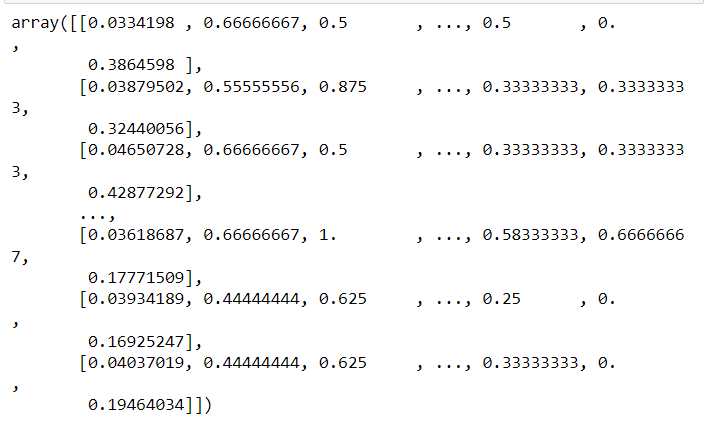 array([[0.0334198 , 0.66666667, 0.5       , ..., 0.5       , 0.
,
        0.3864598 ],
       [0.03879502, 0.55555556, 0.875     , ..., 0.33333333, 0.3333333
3,
        0.32440056],
       [0.04650728, 0.66666667, 0.5       , ..., 0.33333333, 0.3333333
3,
        0.42877292],
       ...,
       [0.03618687, 0.66666667, 1.        , ..., 0.58333333, 0.6666666
7,
        0.17771509],
       [0.03934189, 0.44444444, 0.625     , ..., 0.25      , 0.
,
        0.16925247],
       [0.04037019, 0.44444444, 0.625     , ..., 0.33333333, 0.
,
        0.19464034]])